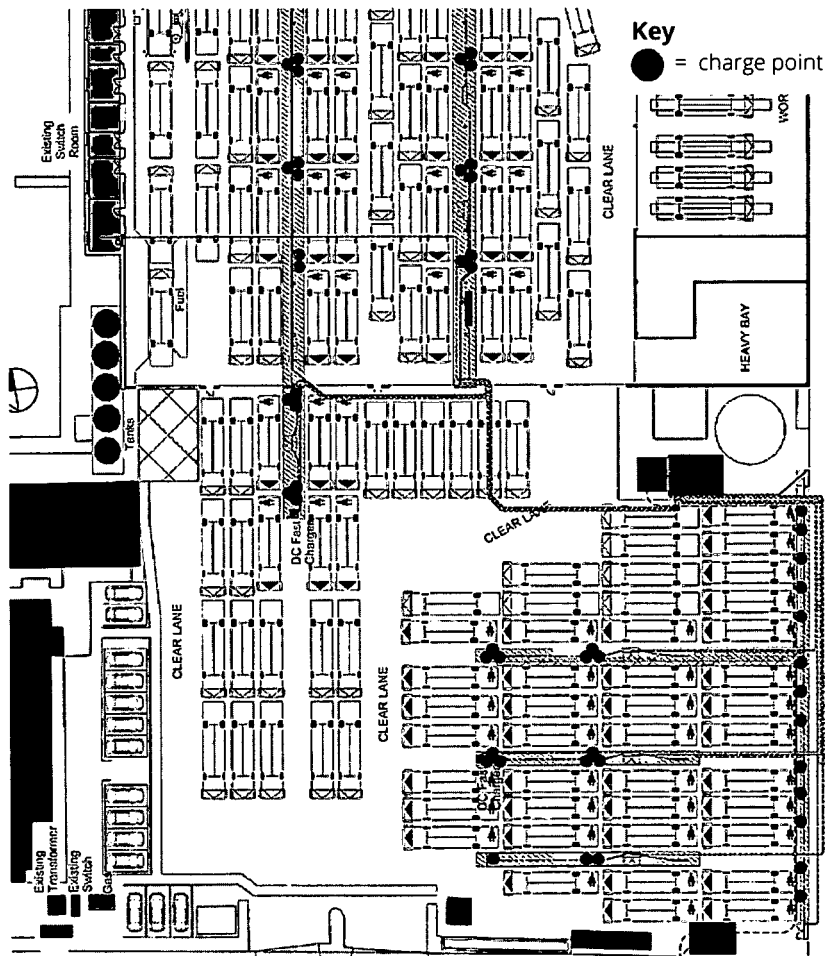 Key
= charge point
WOR
Existing
Switch
Room
CLEAR LANE
Fuel
HEAVY BAY
Tanks
DC Fast
Charger
CLEAR LANE
CLEAR LANE
CLEAR LANE
DC Fast
Charger
Existing
Transformer
Existing
Switch
Gas